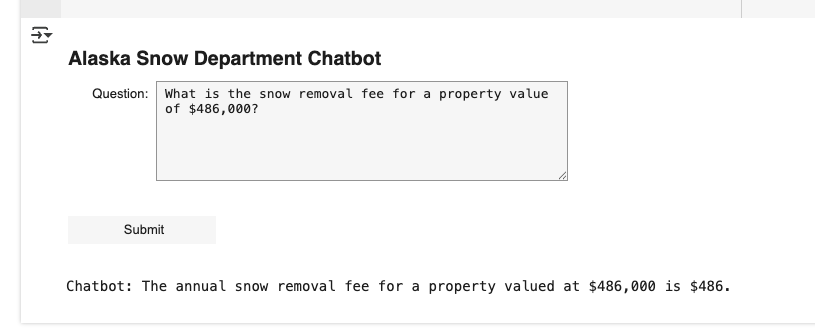 Alaska Snow Department Chatbot
Question: What is the snow removal fee for a property value
of $486,000?
Submit
Chatbot: The annual snow removal fee for a property valued at $486,000 is $486.